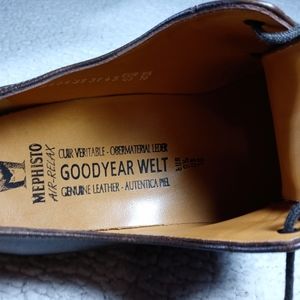 MEPHISTO
AIR-RELAX
CUIR VERITABLE - OBERMATERIAL LEDER
GOODYEAR WELT
GENUINE LEATHER - AUTENTICA PIEL